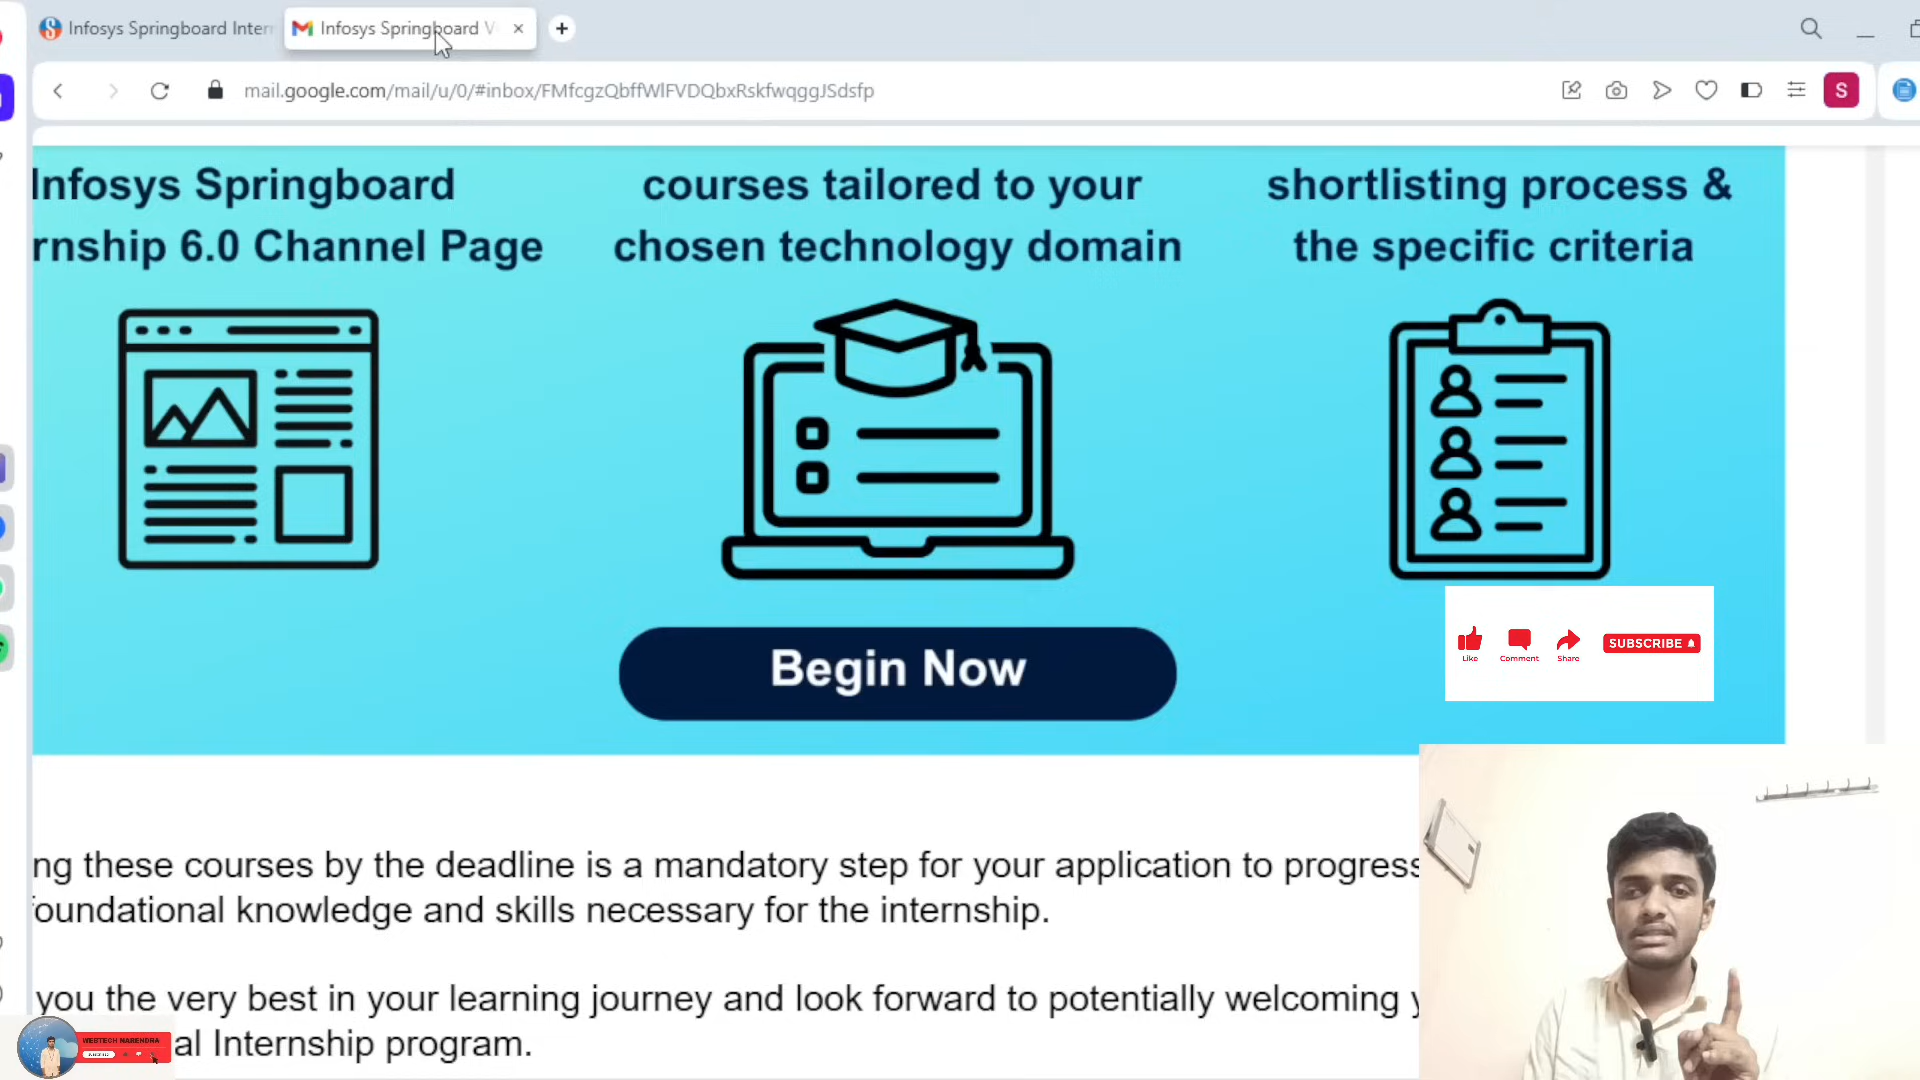 Infosys Springboard Inter
Infosys Springboard V
mail.google.com/mail/u/0/#inbox/FMfcgzQbffWlFVDQbxRskfwqggJSdsfp
S
Infosys Springboard
rnship 6.0 Channel Page
courses tailored to your
chosen technology domain
shortlisting process &
the specific criteria
Begin Now
Like
Comment
Share
SUBSCRIBE
ng these courses by the deadline is a mandatory step for your application to progress
foundational knowledge and skills necessary for the internship.
you the very best in your learning journey and look forward to potentially welcoming y
al Internship program.
WEBTECH NARENDRA